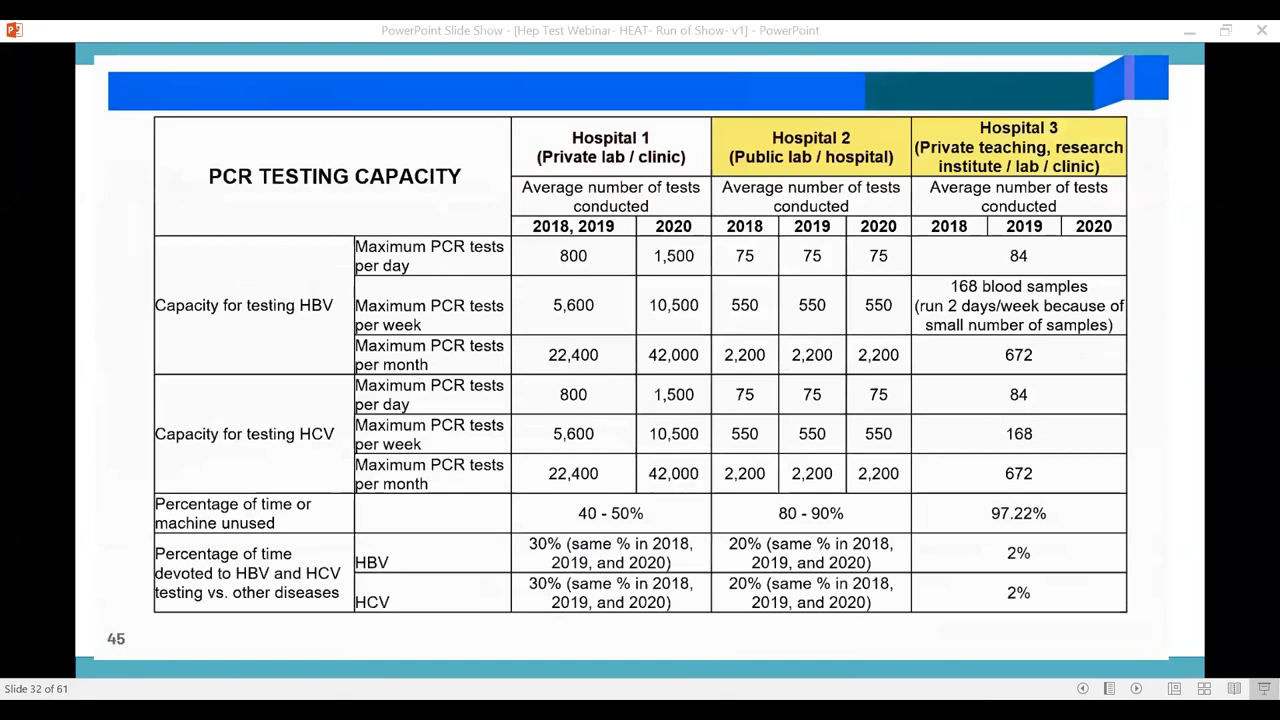 PowerPoint Slide Show - [Hep Test Webinar- HEAT- Run of Show- v1] - PowerPoint
PCR TESTING CAPACITY
Hospital 1
(Private lab / clinic)
Hospital 2
(Public lab / hospital)
Hospital 3
(Private teaching, research
institute / lab / clinic)
Average number of tests
conducted
Average number of tests
conducted
Average number of tests
conducted
2018, 2019
2020
2018
2019
2020
2018
2019
2020
Capacity for testing HBV
Maximum PCR tests
per day
800
1,500
75
75
75
84
Maximum PCR tests
per week
5,600
10,500
550
550
550
168 blood samples
(run 2 days/week because of
small number of samples)
Maximum PCR tests
per month
22,400
42,000
2,200
2,200
2,200
672
Capacity for testing HCV
Maximum PCR tests
per day
800
1,500
75
75
75
84
Maximum PCR tests
per week
5,600
10,500
550
550
550
168
Maximum PCR tests
per month
22,400
42,000
2,200
2,200
2,200
672
Percentage of time or
machine unused
40 - 50%
80 - 90%
97.22%
Percentage of time
devoted to HBV and HCV
testing vs. other diseases
HBV
30% (same % in 2018,
2019, and 2020)
20% (same % in 2018,
2019, and 2020)
2%
HCV
30% (same % in 2018,
2019, and 2020)
20% (same % in 2018,
2019, and 2020)
2%
45
Slide 32 of 61